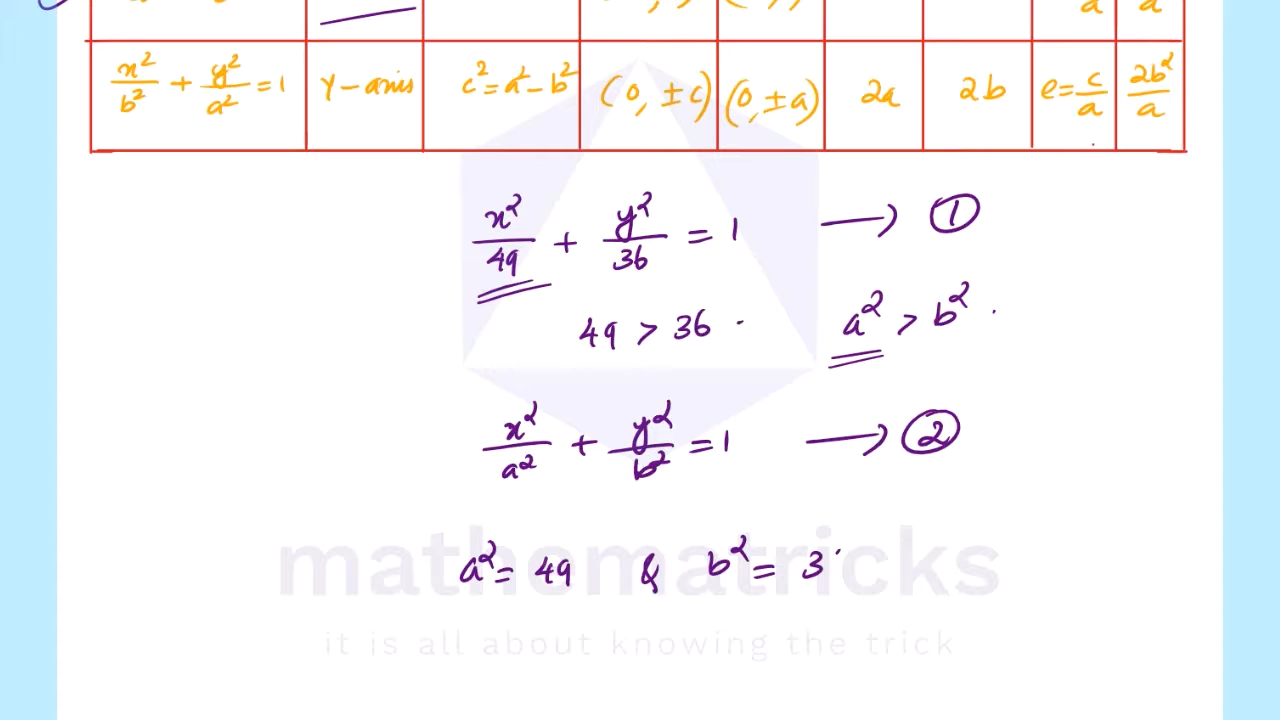 a a
x²/b² + y²/a² = 1 Y-axis c² = a² - b² (0, ±c) (0, ±a) 2a 2b e = c/a 2b²/a
x²/49 + y²/36 = 1 → ①
49 > 36 . a² > b² .
x²/a² + y²/b² = 1 → ②
a² = 49 & b² = 3
mathematricks
it is all about knowing the trick